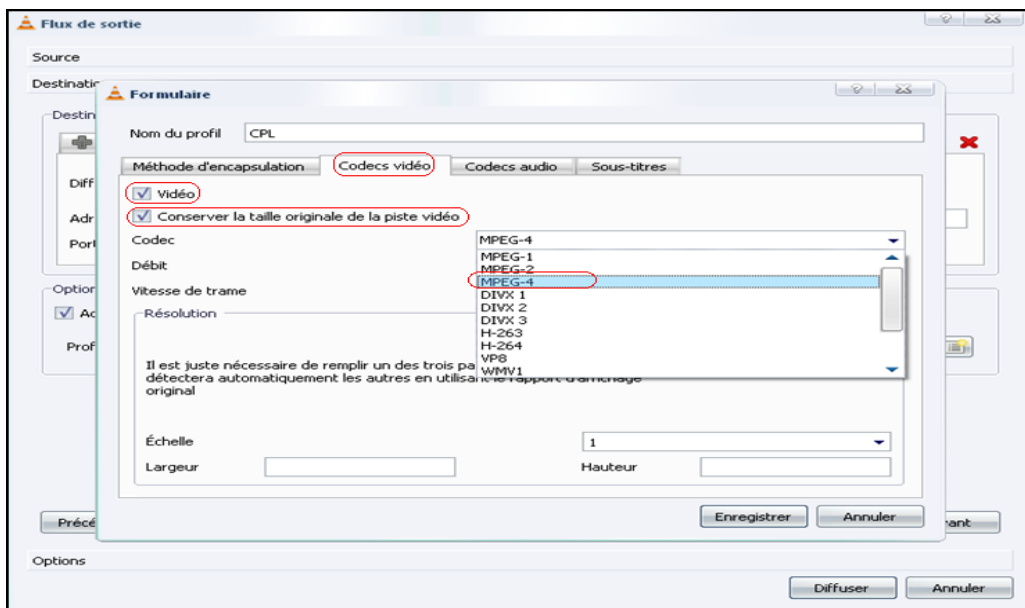 Flux de sortie
Source
Destinatio
Formulaire
Destin
Nom du profil CPL
Méthode d'encapsulation Codecs vidéo Codecs audio Sous-titres
Diff
Vidéo
Adr
Conserver la taille originale de la piste vidéo
Port
Codec MPEG-4
MPEG-1
Débit
MPEG-2
MPEG-4
Option
Vitesse de trame
DIVX 1
Ac
Résolution
DIVX 2
DIVX 3
H-263
Prof
H-264
Il est juste nécessaire de remplir un des trois pa
VP8
détectera automatiquement les autres en utilisant le rapport d'affichage
WMV1
original
Échelle 1
Largeur Hauteur
Précé
Enregistrer Annuler
vant
Options
Diffuser Annuler